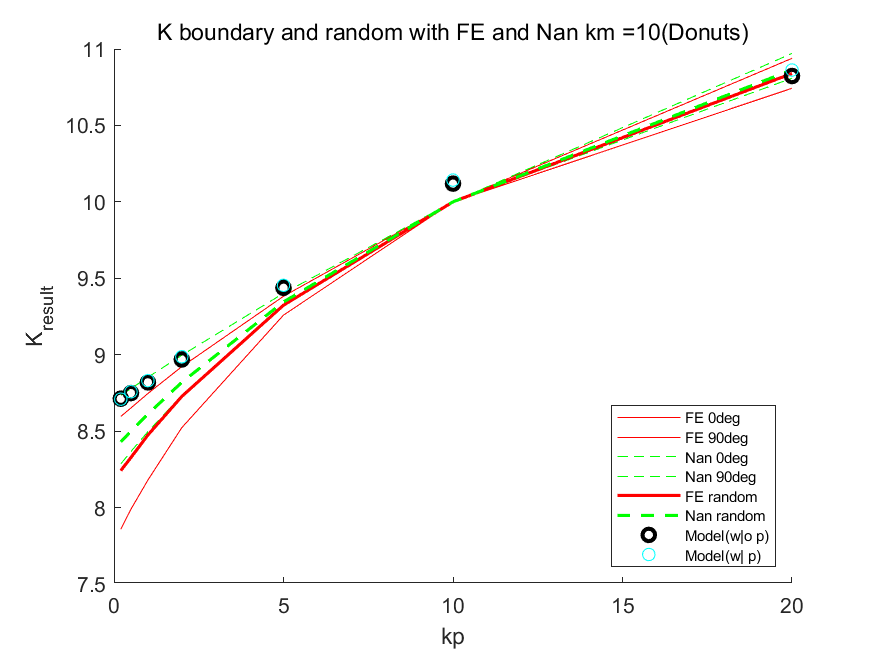 K boundary and random with FE and Nan km =10(Donuts)
11
10.5
10
9.5
9
8.5
8
7.5
K_result
0
5
10
15
20
kp
FE 0deg
FE 90deg
Nan 0deg
Nan 90deg
FE random
Nan random
Model(w|o p)
Model(w| p)